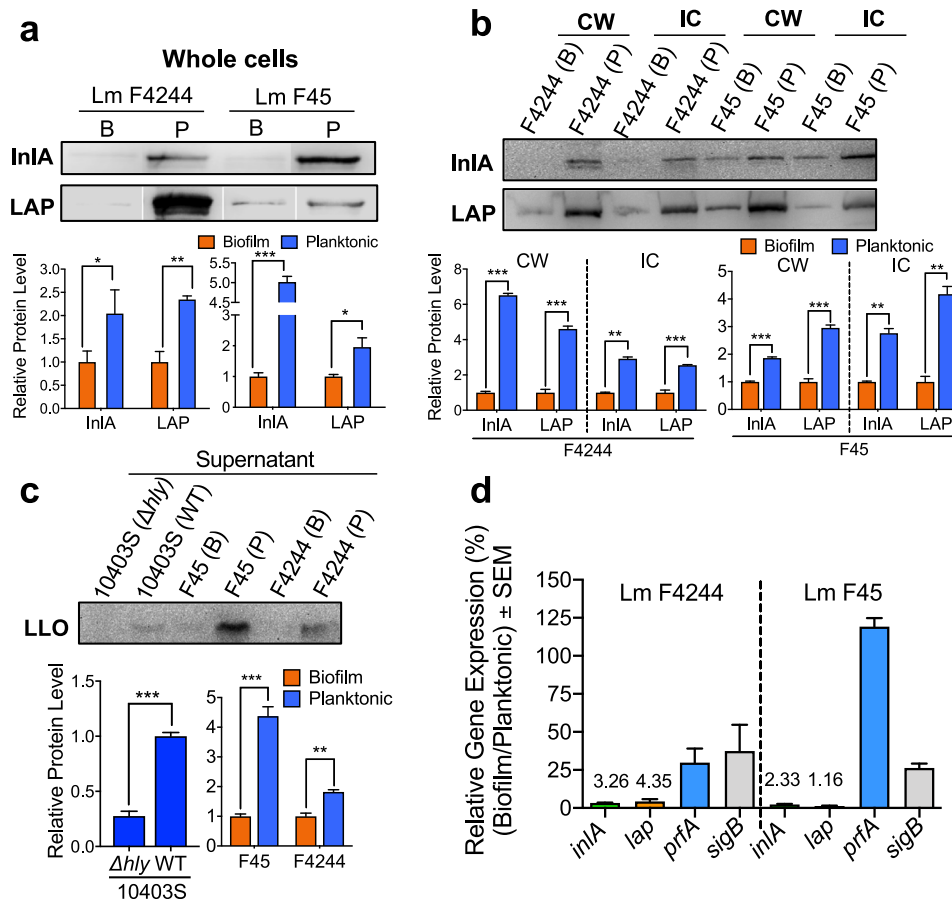 a
Whole cells
Lm F4244 Lm F45
B P B P
InlA
LAP
Biofilm Planktonic
Relative Protein Level
3.0
2.5
2.0
1.5
1.0
0.5
0.0
* **
InlA LAP
5.5
5.0
4.5
2
1
0
*** *
InlA LAP
b
CW IC CW IC
F4244 (B) F4244 (P) F4244 (B) F4244 (P) F45 (B) F45 (P) F45 (B) F45 (P)
InlA
LAP
Biofilm Planktonic
Relative Protein Level
8
6
4
2
0
CW IC
*** *** ** ***
InlA LAP InlA LAP
F4244
5
4
3
2
1
0
CW IC
*** *** ** **
InlA LAP InlA LAP
F45
c
Supernatant
10403S (Δhly) 10403S (WT) F45 (B) F45 (P) F4244 (B) F4244 (P)
LLO
Biofilm
Planktonic
Relative Protein Level
1.5
1.0
0.5
0.0
***
Δhly WT
10403S
5
4
2
1
0
*** **
F45 F4244
d
Relative Gene Expression (%)
(Biofilm/Planktonic) ± SEM
150
125
100
75
50
25
0
Lm F4244 Lm F45
3.26 4.35 2.33 1.16
inlA lap prfA sigB inlA lap prfA sigB